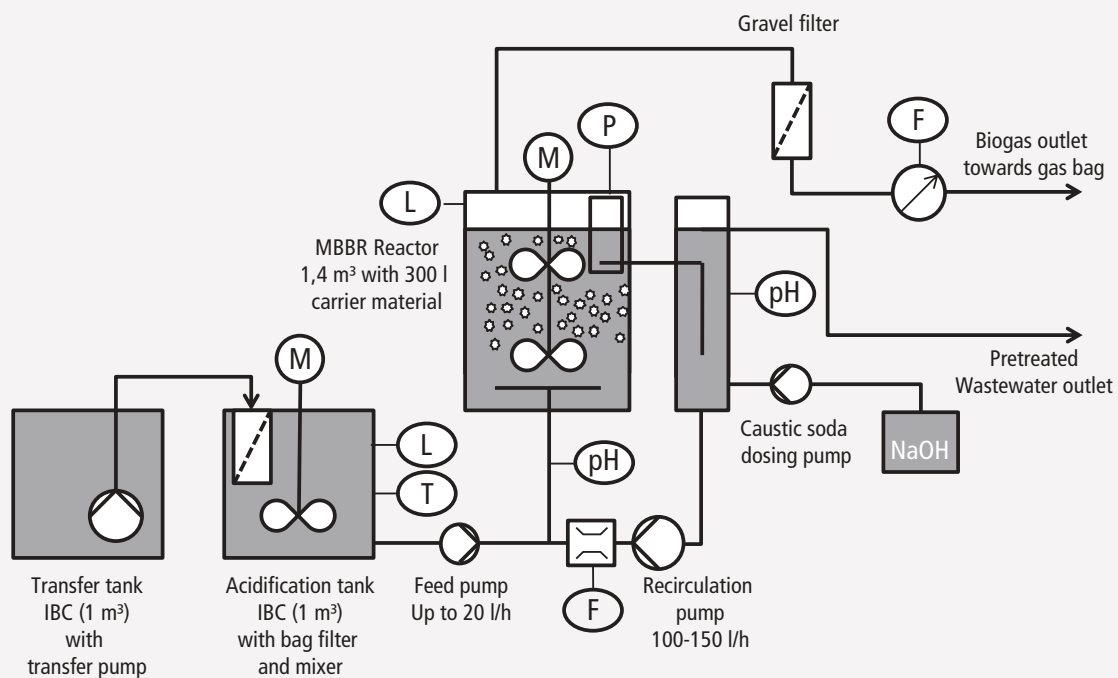 Gravel filter
P
F
M
Biogas outlet
towards gas bag
L
MBBR Reactor
1,4 m³ with 300 l
carrier material
pH
M
Pretreated
Wastewater outlet
Caustic soda
dosing pump
NaOH
L
pH
T
Transfer tank
IBC (1 m³)
with
transfer pump
Acidification tank
IBC (1 m³)
with bag filter
and mixer
Feed pump
Up to 20 l/h
F
Recirculation
pump
100-150 l/h